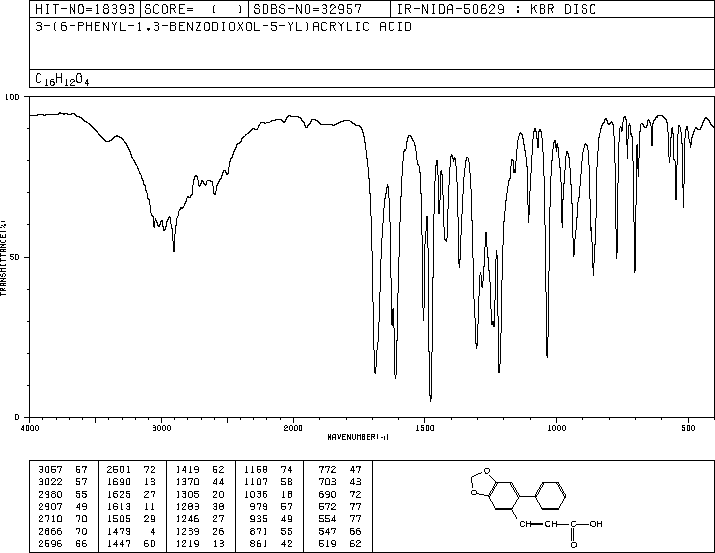 HIT-NO=18393 SCORE= ( ) SDBS-NO=32957 IR-NIDA-50629 : KBR DISC
3-(6-PHENYL-1,3-BENZODIOXOL-5-YL)ACRYLIC ACID
C16H12O4
100
50
0
TRANSMITTANCE(%)
4000 3000 2000 1500 1000 500
WAVENUMBER(-1)
3067 67 2601 72 1419 62 1168 74 772 47
3022 57 1690 13 1370 44 1107 58 703 43
2980 55 1625 27 1305 20 1036 18 690 72
2907 49 1613 11 1283 38 979 57 672 77
2710 70 1505 29 1246 27 935 49 554 77
2666 70 1479 4 1239 26 871 55 547 66
2596 66 1447 60 1219 13 861 42 519 62
O
O
CH=CH-C-OH
O